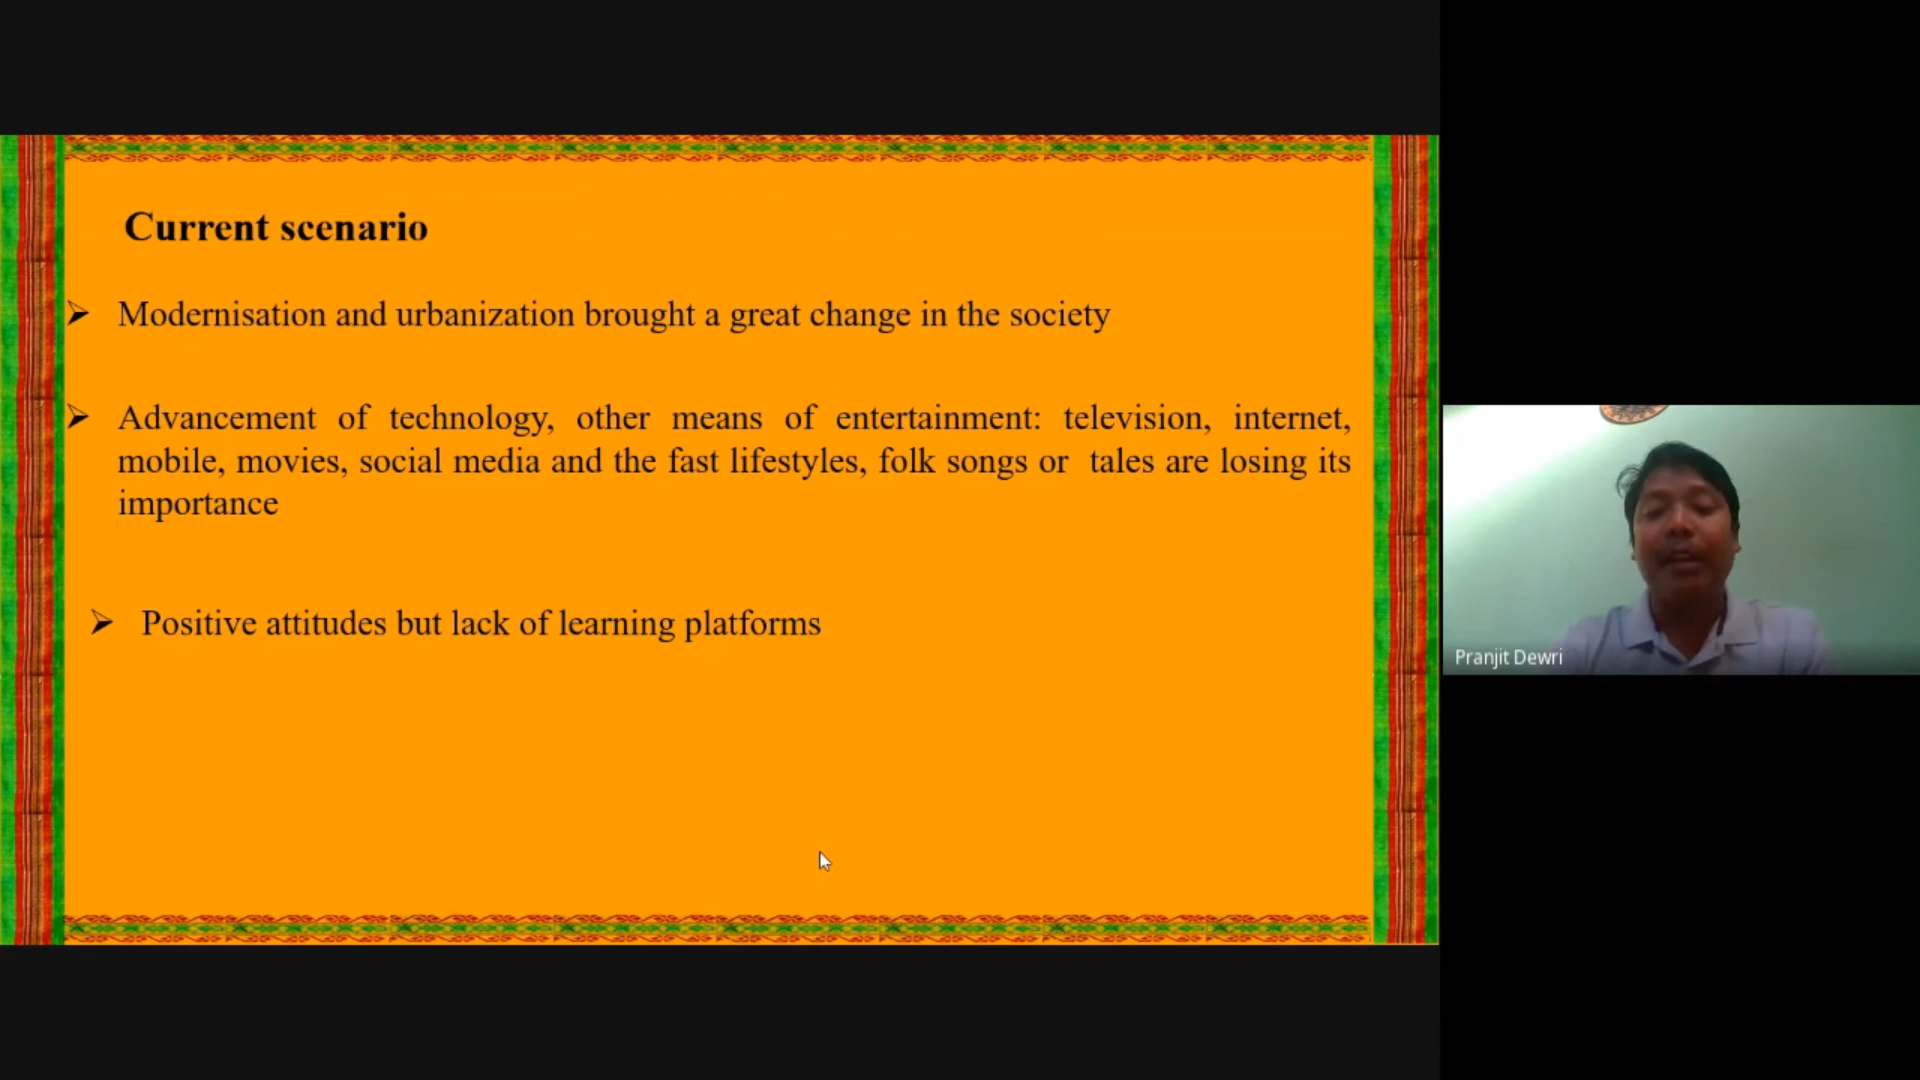 Current scenario
➢ Modernisation and urbanization brought a great change in the society
➢ Advancement of technology, other means of entertainment: television, internet,
mobile, movies, social media and the fast lifestyles, folk songs or tales are losing its
importance
➢ Positive attitudes but lack of learning platforms
Pranjit Dewri